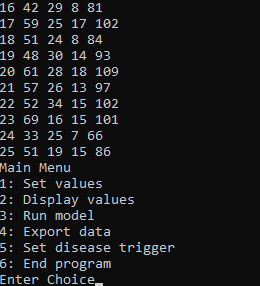 16 42 29 8 81
17 59 25 17 102
18 51 24 8 84
19 48 30 14 93
20 61 28 18 109
21 57 26 13 97
22 52 34 15 102
23 69 16 15 101
24 33 25 7 66
25 51 19 15 86
Main Menu
1: Set values
2: Display values
3: Run model
4: Export data
5: Set disease trigger
6: End program
Enter Choice